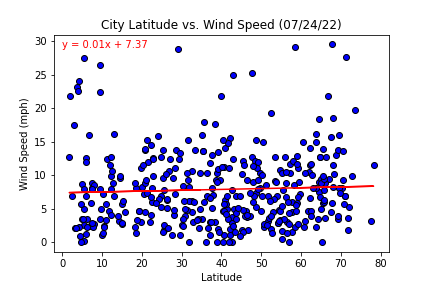 City Latitude vs. Wind Speed (07/24/22)
y = 0.01x + 7.37
30
25
20
15
10
5
0
Wind Speed (mph)
0 10 20 30 40 50 60 70 80
Latitude